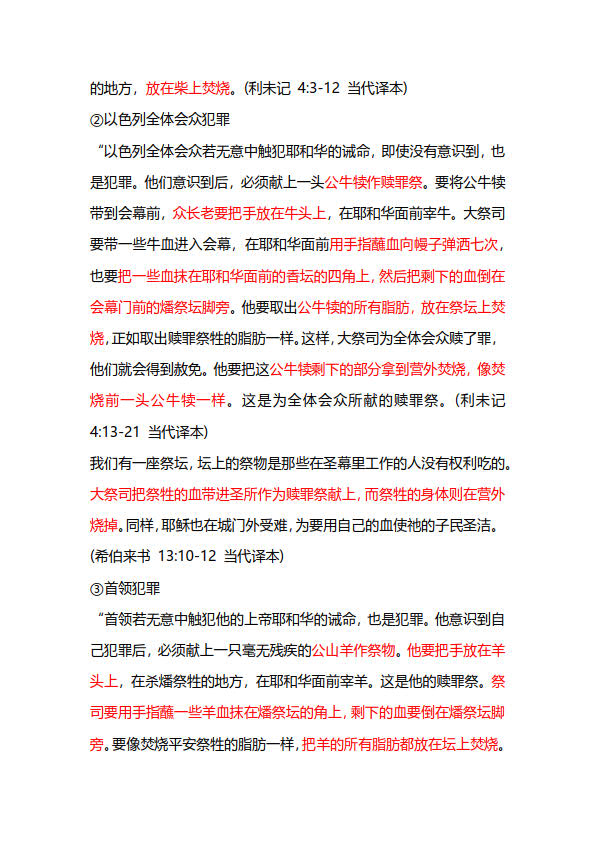 的地方，放在柴上焚烧。(利未记 4:3-12 当代译本)
②以色列全体会众犯罪
“以色列全体会众若无意中触犯耶和华的诫命，即使没有意识到，也
是犯罪。他们意识到后，必须献上一头公牛犊作赎罪祭。要将公牛犊
带到会幕前，众长老要把手放在牛头上，在耶和华面前宰牛。大祭司
要带一些牛血进入会幕，在耶和华面前用手指蘸血向幔子弹洒七次，
也要把一些血抹在耶和华面前的香坛的四角上，然后把剩下的血倒在
会幕门前的燔祭坛脚旁。他要取出公牛犊的所有脂肪，放在祭坛上焚
烧，正如取出赎罪祭牲的脂肪一样。这样，大祭司为全体会众赎了罪，
他们就会得到赦免。他要把这公牛犊剩下的部分拿到营外焚烧，像焚
烧前一头公牛犊一样。这是为全体会众所献的赎罪祭。(利未记
4:13-21 当代译本)
我们有一座祭坛，坛上的祭物是那些在圣幕里工作的人没有权利吃的。
大祭司把祭牲的血带进圣所作为赎罪祭献上，而祭牲的身体则在营外
烧掉。同样，耶稣也在城门外受难，为要用自己的血使祂的子民圣洁。
(希伯来书 13:10-12 当代译本)
③首领犯罪
“首领若无意中触犯他的上帝耶和华的诫命，也是犯罪。他意识到自
己犯罪后，必须献上一只毫无残疾的公山羊作祭物。他要把手放在羊
头上，在杀燔祭牲的地方，在耶和华面前宰羊。这是他的赎罪祭。祭
司要用手指蘸一些羊血抹在燔祭坛的角上，剩下的血要倒在燔祭坛脚
旁。要像焚烧平安祭牲的脂肪一样，把羊的所有脂肪都放在坛上焚烧。